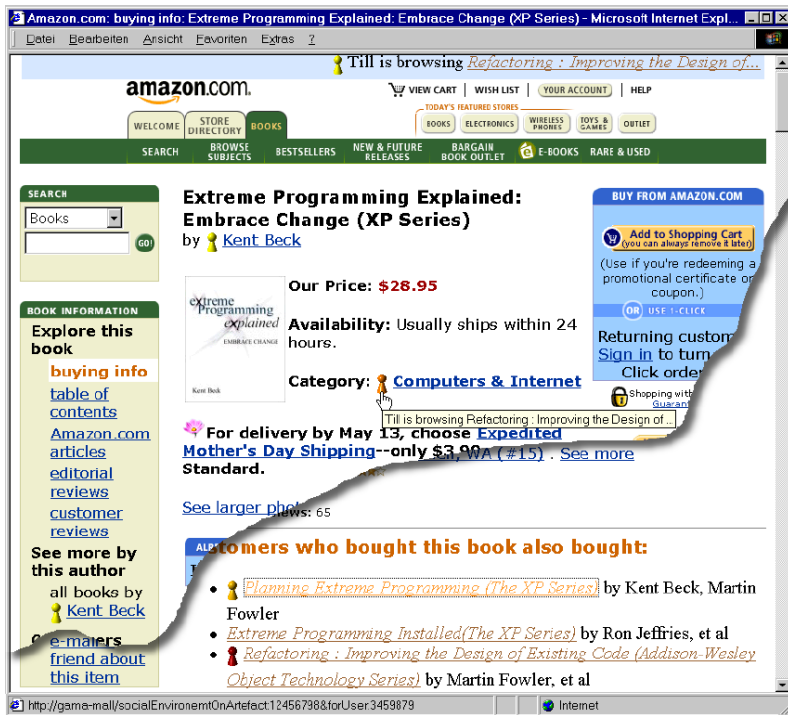 Amazon.com: buying info: Extreme Programming Explained: Embrace Change (XP Series) - Microsoft Internet Expl...
Datei Bearbeiten Ansicht Favoriten Extras ?
Till is browsing Refactoring : Improving the Design of...
amazon.com.
VIEW CART | WISH LIST | YOUR ACCOUNT | HELP
WELCOME
STORE
DIRECTORY
BOOKS
TODAY'S FEATURED STORES
BOOKS
ELECTRONICS
WIRELESS
PHONES
TOYS &
GAMES
OUTLET
SEARCH
BROWSE
SUBJECTS
BESTSELLERS
NEW & FUTURE
RELEASES
BARGAIN
BOOK OUTLET
e E-BOOKS
RARE & USED
SEARCH
Books
GO!
BOOK INFORMATION
Explore this
book
buying info
table of
contents
Amazon.com
articles
editorial
reviews
customer
reviews
See more by
this author
all books by
Kent Beck
e-mail
friend about
this item
Extreme Programming Explained:
Embrace Change (XP Series)
by Kent Beck
extreme
Programming
explained
EMBRACE CHANGE
Kent Beck
Our Price: $28.95
Availability: Usually ships within 24
hours.
Category: Computers & Internet
Till is browsing Refactoring : Improving the Design of ..
For delivery by May 13, choose Expedited
Mother's Day Shipping--only $3.99
WA (#15) . See more
Standard.
See larger photo
65
BUY FROM AMAZON.COM
Add to Shopping Cart
(you can always remove it later)
(Use if you're redeeming a
promotional certificate or
coupon.)
OR USE 1-CLICK
Returning custom
Sign in to turn
Click orde
Shopping with
Guaran
tomers who bought this book also bought:
• Planning Extreme Programming (The XP Series) by Kent Beck, Martin
Fowler
• Extreme Programming Installed(The XP Series) by Ron Jeffries, et al
• Refactoring : Improving the Design of Existing Code (Addison-Wesley
Object Technology Series) by Martin Fowler, et al
http://gama-mall/socialEnvironemtOnArtefact:12456798&forUser:3459879
Internet